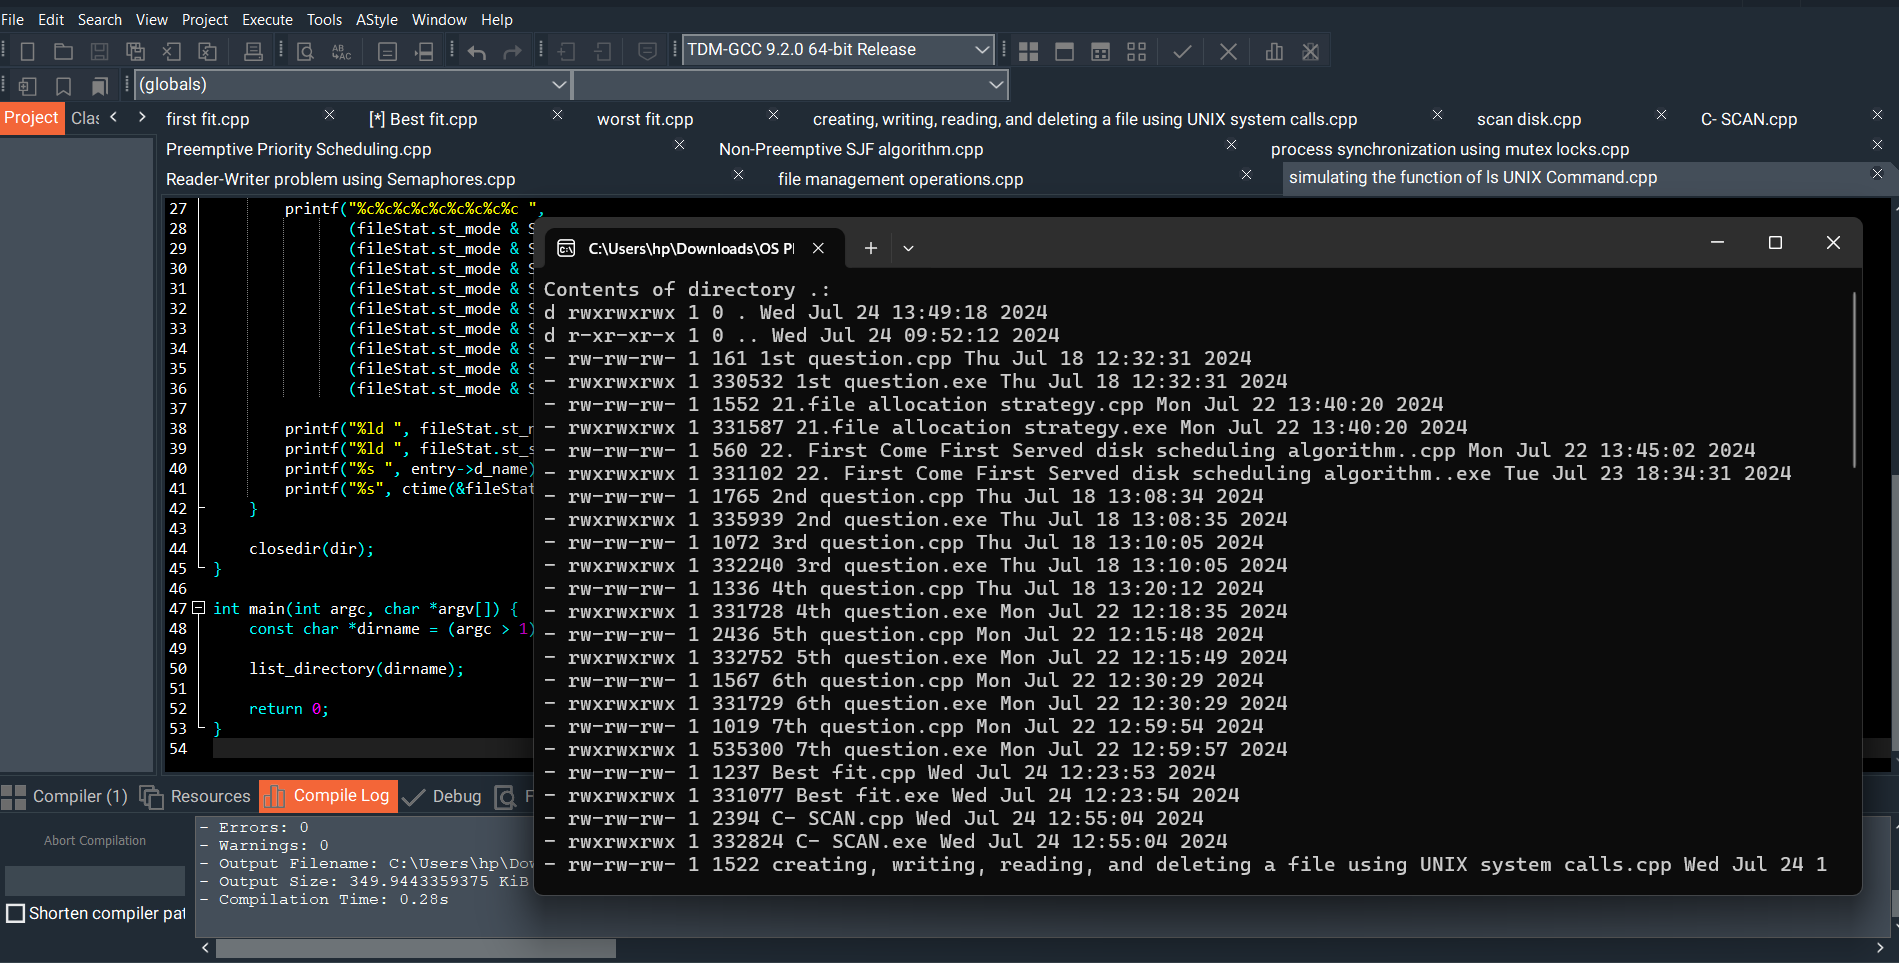 File Edit Search View Project Execute Tools AStyle Window Help
TDM-GCC 9.2.0 64-bit Release
(globals)
Project Clas
first fit.cpp [*] Best fit.cpp worst fit.cpp creating, writing, reading, and deleting a file using UNIX system calls.cpp scan disk.cpp C- SCAN.cpp
Preemptive Priority Scheduling.cpp Non-Preemptive SJF algorithm.cpp process synchronization using mutex locks.cpp
Reader-Writer problem using Semaphores.cpp file management operations.cpp simulating the function of ls UNIX Command.cpp
27 printf("%c%c%c%c%c%c%c%c%c ",
28 (fileStat.st_mode & S
29 (fileStat.st_mode & S
30 (fileStat.st_mode & S
31 (fileStat.st_mode & S
32 (fileStat.st_mode & S
33 (fileStat.st_mode & S
34 (fileStat.st_mode & S
35 (fileStat.st_mode & S
36 (fileStat.st_mode & S
37
38 printf("%ld ", fileStat.st_n
39 printf("%ld ", fileStat.st_s
40 printf("%s ", entry->d_name)
41 printf("%s", ctime(&fileStat
42 }
43
44 closedir(dir);
45 }
46
47 int main(int argc, char *argv[]) {
48 const char *dirname = (argc > 1)
49
50 list_directory(dirname);
51
52 return 0;
53 }
54
C:\Users\hp\Downloads\OS P
Contents of directory .:
d rwxrwxrwx 1 0 . Wed Jul 24 13:49:18 2024
d r-xr-xr-x 1 0 .. Wed Jul 24 09:52:12 2024
- rw-rw-rw- 1 161 1st question.cpp Thu Jul 18 12:32:31 2024
- rwxrwxrwx 1 330532 1st question.exe Thu Jul 18 12:32:31 2024
- rw-rw-rw- 1 1552 21.file allocation strategy.cpp Mon Jul 22 13:40:20 2024
- rwxrwxrwx 1 331587 21.file allocation strategy.exe Mon Jul 22 13:40:20 2024
- rw-rw-rw- 1 560 22. First Come First Served disk scheduling algorithm..cpp Mon Jul 22 13:45:02 2024
- rwxrwxrwx 1 331102 22. First Come First Served disk scheduling algorithm..exe Tue Jul 23 18:34:31 2024
- rw-rw-rw- 1 1765 2nd question.cpp Thu Jul 18 13:08:34 2024
- rwxrwxrwx 1 335939 2nd question.exe Thu Jul 18 13:08:35 2024
- rw-rw-rw- 1 1072 3rd question.cpp Thu Jul 18 13:10:05 2024
- rwxrwxrwx 1 332240 3rd question.exe Thu Jul 18 13:10:05 2024
- rw-rw-rw- 1 1336 4th question.cpp Thu Jul 18 13:20:12 2024
- rwxrwxrwx 1 331728 4th question.exe Mon Jul 22 12:18:35 2024
- rw-rw-rw- 1 2436 5th question.cpp Mon Jul 22 12:15:48 2024
- rwxrwxrwx 1 332752 5th question.exe Mon Jul 22 12:15:49 2024
- rw-rw-rw- 1 1567 6th question.cpp Mon Jul 22 12:30:29 2024
- rwxrwxrwx 1 331729 6th question.exe Mon Jul 22 12:30:29 2024
- rw-rw-rw- 1 1019 7th question.cpp Mon Jul 22 12:59:54 2024
- rwxrwxrwx 1 535300 7th question.exe Mon Jul 22 12:59:57 2024
- rw-rw-rw- 1 1237 Best fit.cpp Wed Jul 24 12:23:53 2024
- rwxrwxrwx 1 331077 Best fit.exe Wed Jul 24 12:23:54 2024
- rw-rw-rw- 1 2394 C- SCAN.cpp Wed Jul 24 12:55:04 2024
- rwxrwxrwx 1 332824 C- SCAN.exe Wed Jul 24 12:55:04 2024
- rw-rw-rw- 1 1522 creating, writing, reading, and deleting a file using UNIX system calls.cpp Wed Jul 24 1
Compiler (1) Resources Compile Log Debug F
Abort Compilation
Shorten compiler pat
- Errors: 0
- Warnings: 0
- Output Filename: C:\Users\hp\Dow
- Output Size: 349.9443359375 KiB
- Compilation Time: 0.28s